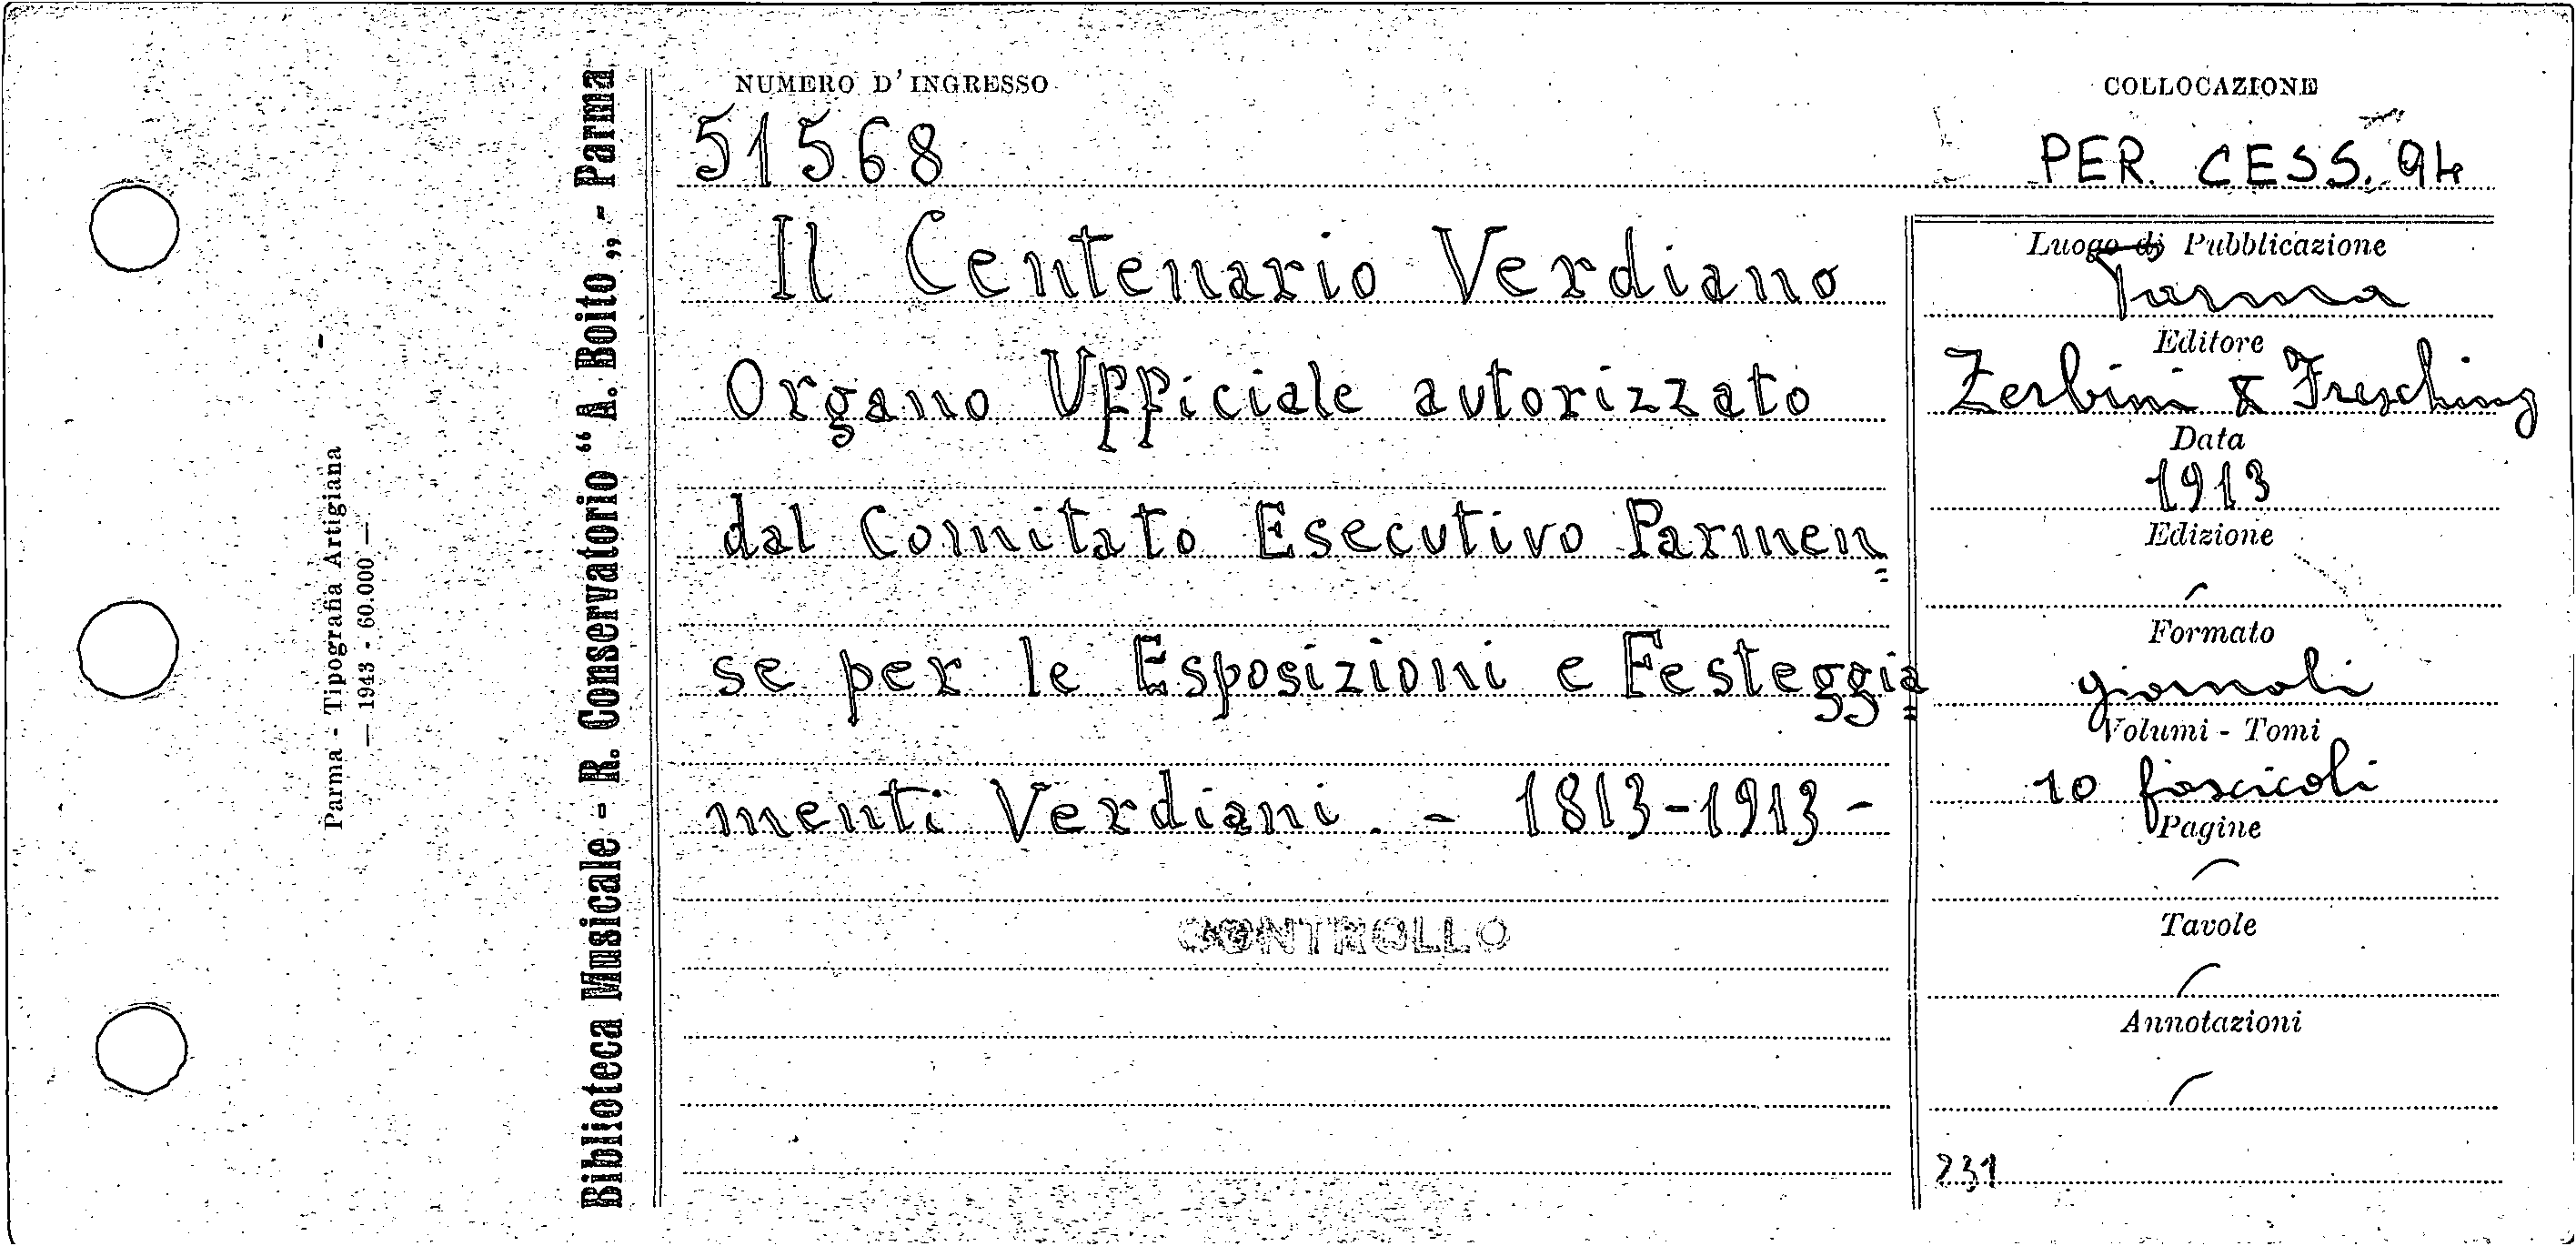 Parma - Tipografia Artigiana
— 1943 - 60.000 —
Biblioteca Musicale - R. Conservatorio “ A. Boito „ - Parma
NUMERO D'INGRESSO
51568
Il Centenario Verdiano
Organo Ufficiale autorizzato
dal Comitato Esecutivo Parmen=
se per le Esposizioni e Festeggia=
menti Verdiani. - 1813-1913-
CONTROLLO
COLLOCAZIONE
PER. CESS. 94
Luogo di Pubblicazione
Parma
Editore
Zerbini & Fresching
Data
1913
Edizione
Formato
giornali
Volumi - Tomi
10 fascicoli
Pagine
Tavole
Annotazioni
231